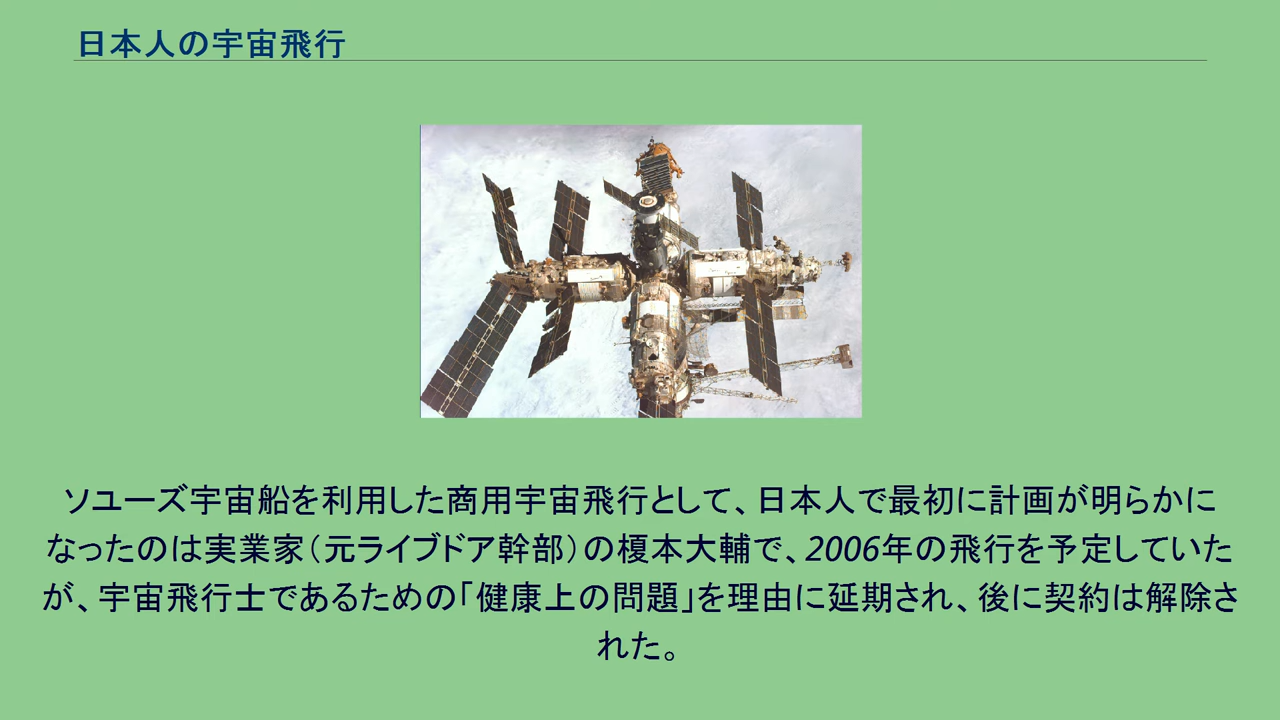 日本人の宇宙飛行
ソユーズ宇宙船を利用した商用宇宙飛行として、日本人で最初に計画が明らかに
なったのは実業家（元ライブドア幹部）の榎本大輔で、2006年の飛行を予定していた
が、宇宙飛行士であるための「健康上の問題」を理由に延期され、後に契約は解除さ
れた。